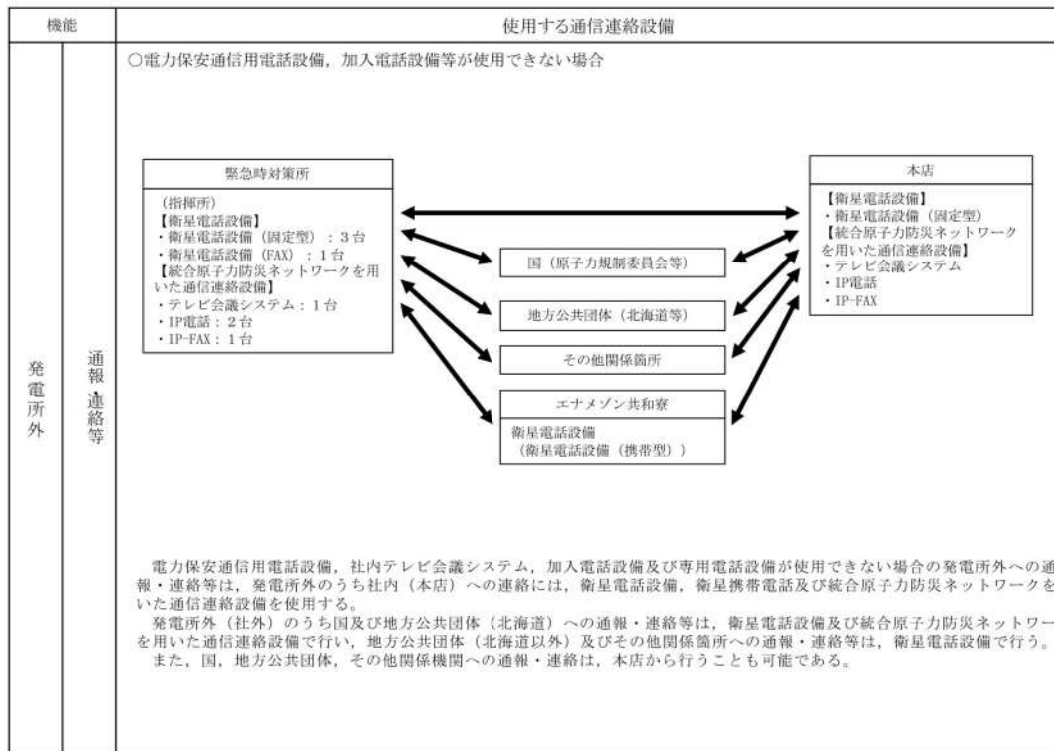 機能
使用する通信連絡設備
発電所外
通報・連絡等
○電力保安通信用電話設備，加入電話設備等が使用できない場合
緊急時対策所
(指揮所)
【衛星電話設備】
・衛星電話設備（固定型）：３台
・衛星電話設備（FAX）：１台
【統合原子力防災ネットワークを用
いた通信連絡設備】
・テレビ会議システム：１台
・IP電話：２台
・IP-FAX：１台
国（原子力規制委員会等）
地方公共団体（北海道等）
その他関係箇所
エナメゾン共和寮
衛星電話設備
（衛星電話設備（携帯型））
本店
【衛星電話設備】
・衛星電話設備（固定型）
【統合原子力防災ネットワーク
を用いた通信連絡設備】
・テレビ会議システム
・IP電話
・IP-FAX
電力保安通信用電話設備，社内テレビ会議システム，加入電話設備及び専用電話設備が使用できない場合の発電所外への通
報・連絡等は，発電所外のうち社内（本店）への連絡には，衛星電話設備，衛星携帯電話及び統合原子力防災ネットワークを
いた通信連絡設備を使用する。
発電所外（社外）のうち国及び地方公共団体（北海道）への通報・連絡等は，衛星電話設備及び統合原子力防災ネットワー
を用いた通信連絡設備で行い，地方公共団体（北海道以外）及びその他関係箇所への通報・連絡等は，衛星電話設備で行う。
また，国，地方公共団体，その他関係機関への通報・連絡は，本店から行うことも可能である。